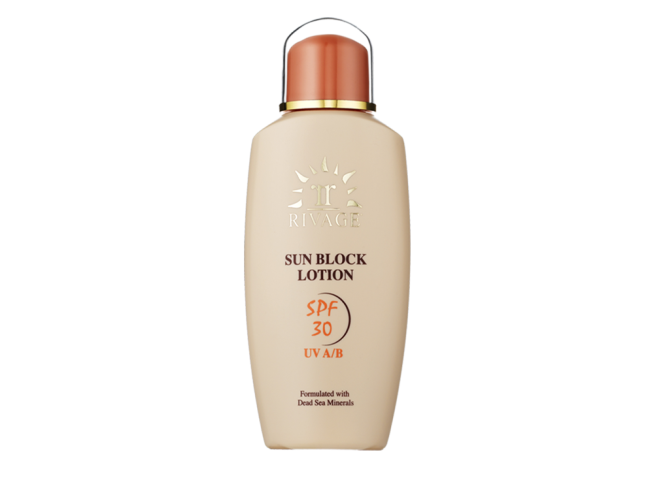 RIVAGE
SUN BLOCK
LOTION
SPF
30
UV A/B
Formulated with
Dead Sea Minerals